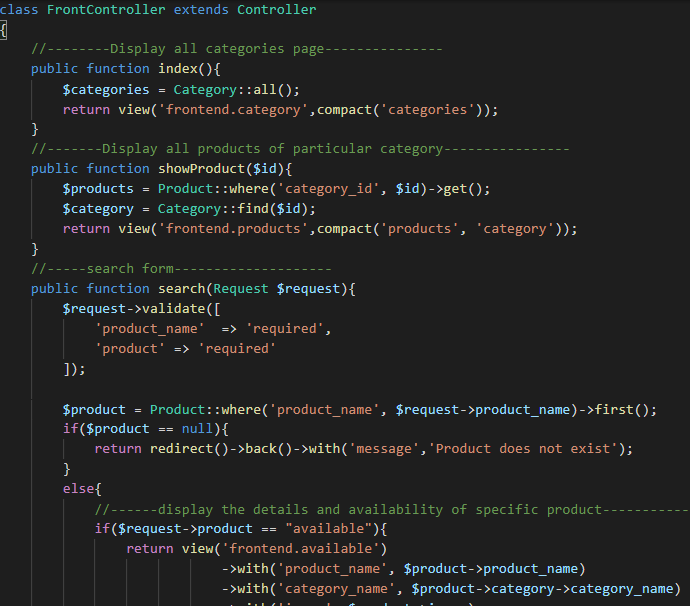 class FrontController extends Controller
{
//--------Display all categories page---------------
public function index(){
$categories = Category::all();
return view('frontend.category',compact('categories'));
}
//-------Display all products of particular category----------------
public function showProduct($id){
$products = Product::where('category_id', $id)->get();
$category = Category::find($id);
return view('frontend.products',compact('products', 'category'));
}
//-----search form--------------------
public function search(Request $request){
$request->validate([
'product_name'  => 'required',
'product' => 'required'
]);
$product = Product::where('product_name', $request->product_name)->first();
if($product == null){
return redirect()->back()->with('message','Product does not exist');
}
else{
//------display the details and availability of specific product-----------
if($request->product == "available"){
return view('frontend.available')
->with('product_name', $product->product_name)
->with('category_name', $product->category->category_name)